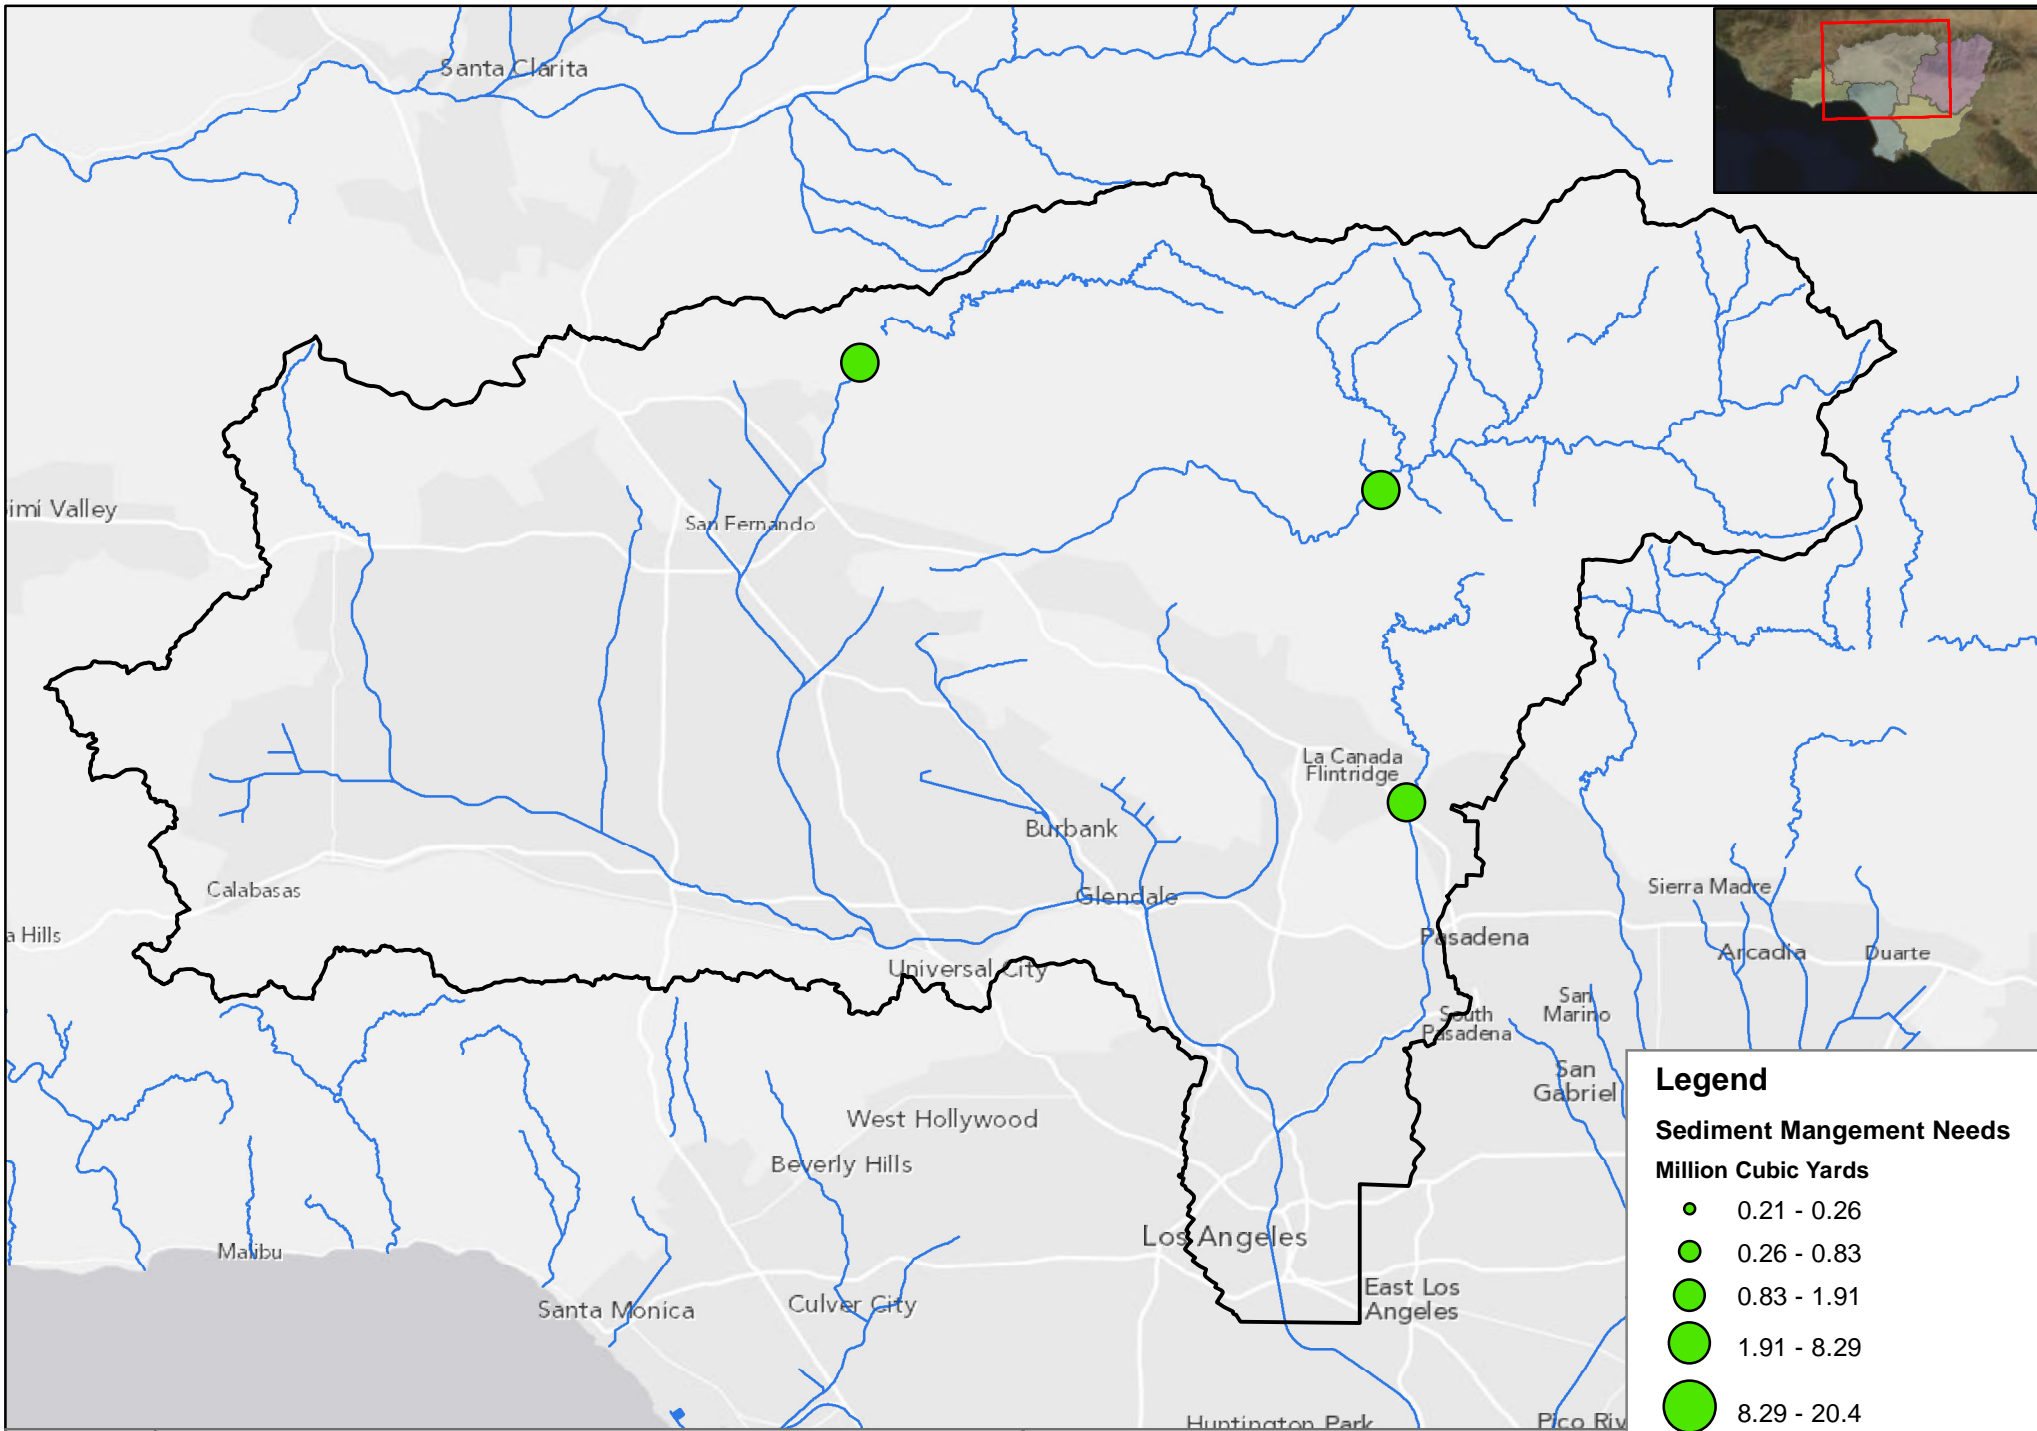 Santa Clarita
imi Valley
San Fernando
La Canada
Flintridge
Burbank
Calabasas
Glendale
Sierra Madre
a Hills
Pasadena
Arcadia
Duarte
Universal City
San
Marino
South
Pasadena
San
Gabriel
West Hollywood
Beverly Hills
Los Angeles
Malibu
East Los
Angeles
Santa Monica
Culver City
Huntington Park
Pico Riv
Legend
Sediment Mangement Needs
Million Cubic Yards
0.21 - 0.26
0.26 - 0.83
0.83 - 1.91
1.91 - 8.29
8.29 - 20.4